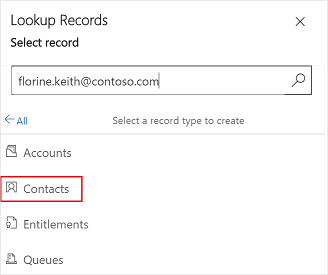 Lookup Records
Select record
florine.keith@contoso.com
All Select a record type to create
Accounts
Contacts
Entitlements
Queues